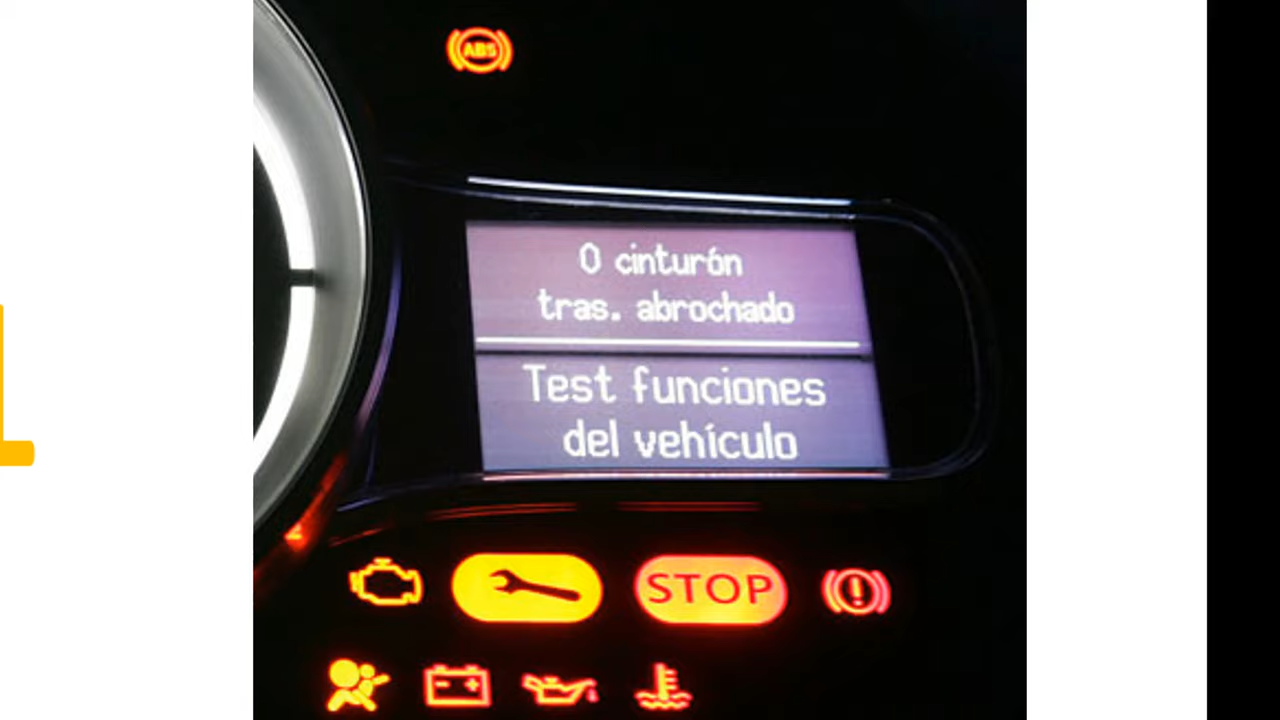 ABS
0 cinturón
tras. abrochado
Test funciones
del vehículo
STOP